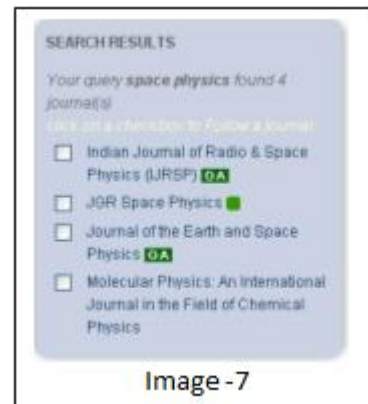 SEARCH RESULTS
Your query space physics found 4
journal(s)
click on a checkbox to Follow a journal
Indian Journal of Radio & Space
Physics (IJRSP) OA
JGR Space Physics
Journal of the Earth and Space
Physics OA
Molecular Physics: An International
Journal in the Field of Chemical
Physics
Image -7